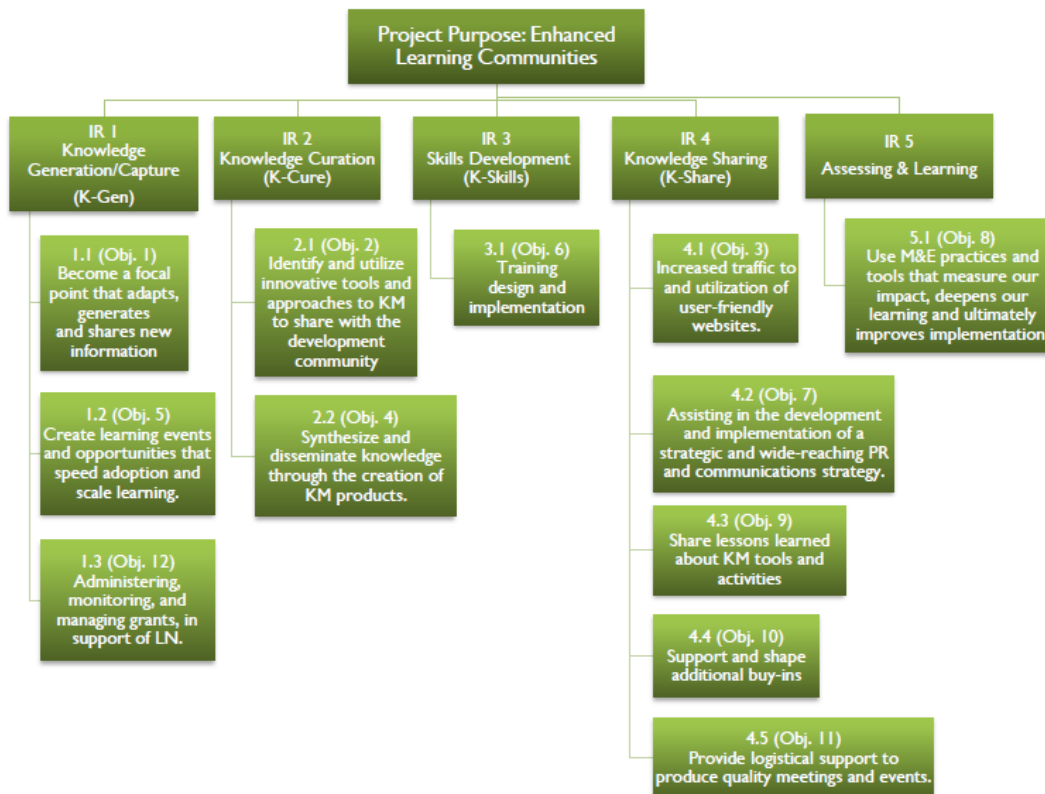 Project Purpose: Enhanced
Learning Communities
IR 1
Knowledge
Generation/Capture
(K-Gen)
IR 2
Knowledge Curation
(K-Cure)
IR 3
Skills Development
(K-Skills)
IR 4
Knowledge Sharing
(K-Share)
IR 5
Assessing & Learning
1.1 (Obj. 1)
Become a focal
point that adapts,
generates
and shares new
information
1.2 (Obj. 5)
Create learning events
and opportunities that
speed adoption and
scale learning.
1.3 (Obj. 12)
Administering,
monitoring, and
managing grants, in
support of LN.
2.1 (Obj. 2)
Identify and utilize
innovative tools and
approaches to KM
to share with the
development
community
2.2 (Obj. 4)
Synthesize and
disseminate knowledge
through the creation of
KM products.
3.1 (Obj. 6)
Training
design and
implementation
4.1 (Obj. 3)
Increased traffic to
and utilization of
user-friendly
websites.
4.2 (Obj. 7)
Assisting in the development
and implementation of a
strategic and wide-reaching PR
and communications strategy.
4.3 (Obj. 9)
Share lessons learned
about KM tools and
activities
4.4 (Obj. 10)
Support and shape
additional buy-ins
4.5 (Obj. 11)
Provide logistical support to
produce quality meetings and events.
5.1 (Obj. 8)
Use M&E practices and
tools that measure our
impact, deepens our
learning and ultimately
improves implementation